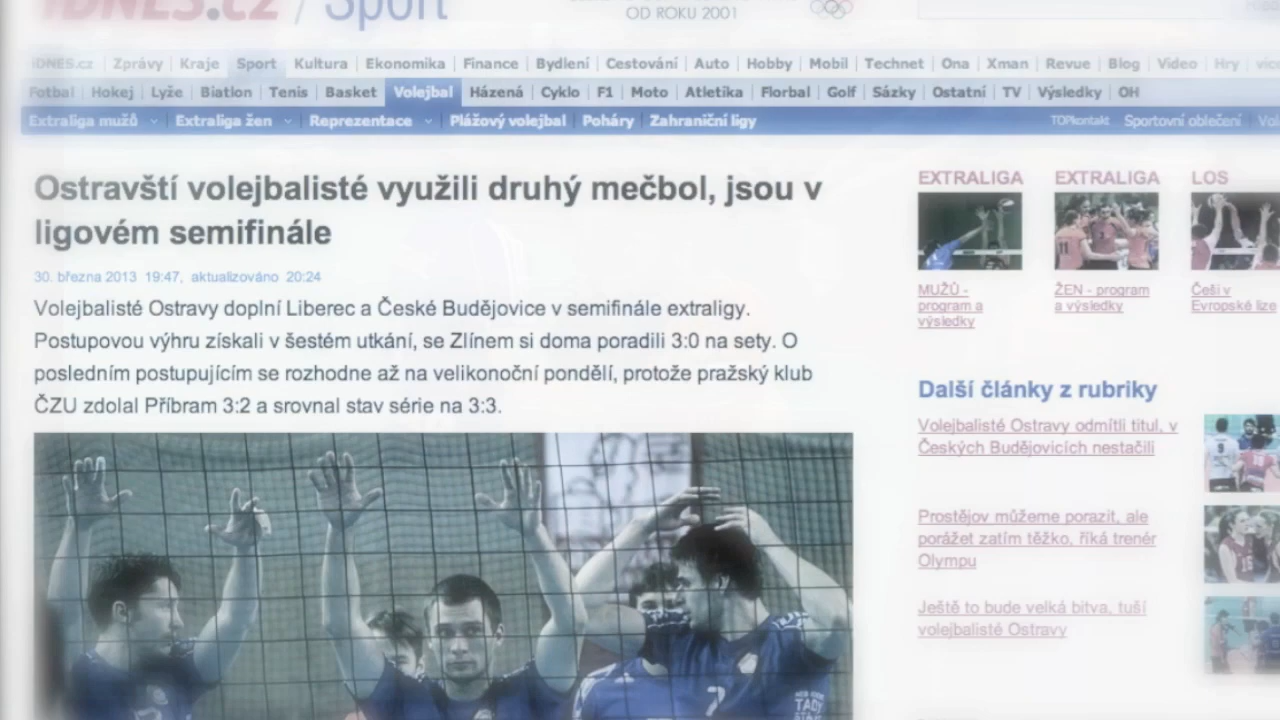 iDNES.cz / Sport
OD ROKU 2001
iDNES.cz Zprávy Kraje Sport Kultura Ekonomika Finance Bydlení Cestování Auto Hobby Mobil Technet Ona Xman Revue Blog Video Hry
Fotbal Hokej Lyže Biatlon Tenis Basket Volejbal Házená Cyklo F1 Moto Atletika Florbal Golf Sázky Ostatní TV Výsledky OH
Extraliga mužů Extraliga žen Reprezentace Plážový volejbal Poháry Zahraniční ligy TOPkontakt Sportovní oblečení
Ostravští volejbalisté využili druhý mečbol, jsou v
ligovém semifinále
30. března 2013 19:47, aktualizováno 20:24
Volejbalisté Ostravy doplní Liberec a České Budějovice v semifinále extraligy.
Postupovou výhru získali v šestém utkání, se Zlínem si doma poradili 3:0 na sety. O
posledním postupujícím se rozhodne až na velikonoční pondělí, protože pražský klub
ČZU zdolal Příbram 3:2 a srovnal stav série na 3:3.
EXTRALIGA EXTRALIGA LOS
MUŽŮ -
program a
výsledky
ŽEN - program
a výsledky
Češi v
Evropské lize
Další články z rubriky
Volejbalisté Ostravy odmítli titul, v
Českých Budějovicích nestačili
Prostějov můžeme porazit, ale
porážet zatím těžko, říká trenér
Olympu
Ještě to bude velká bitva, tuší
volejbalisté Ostravy
7
TADY